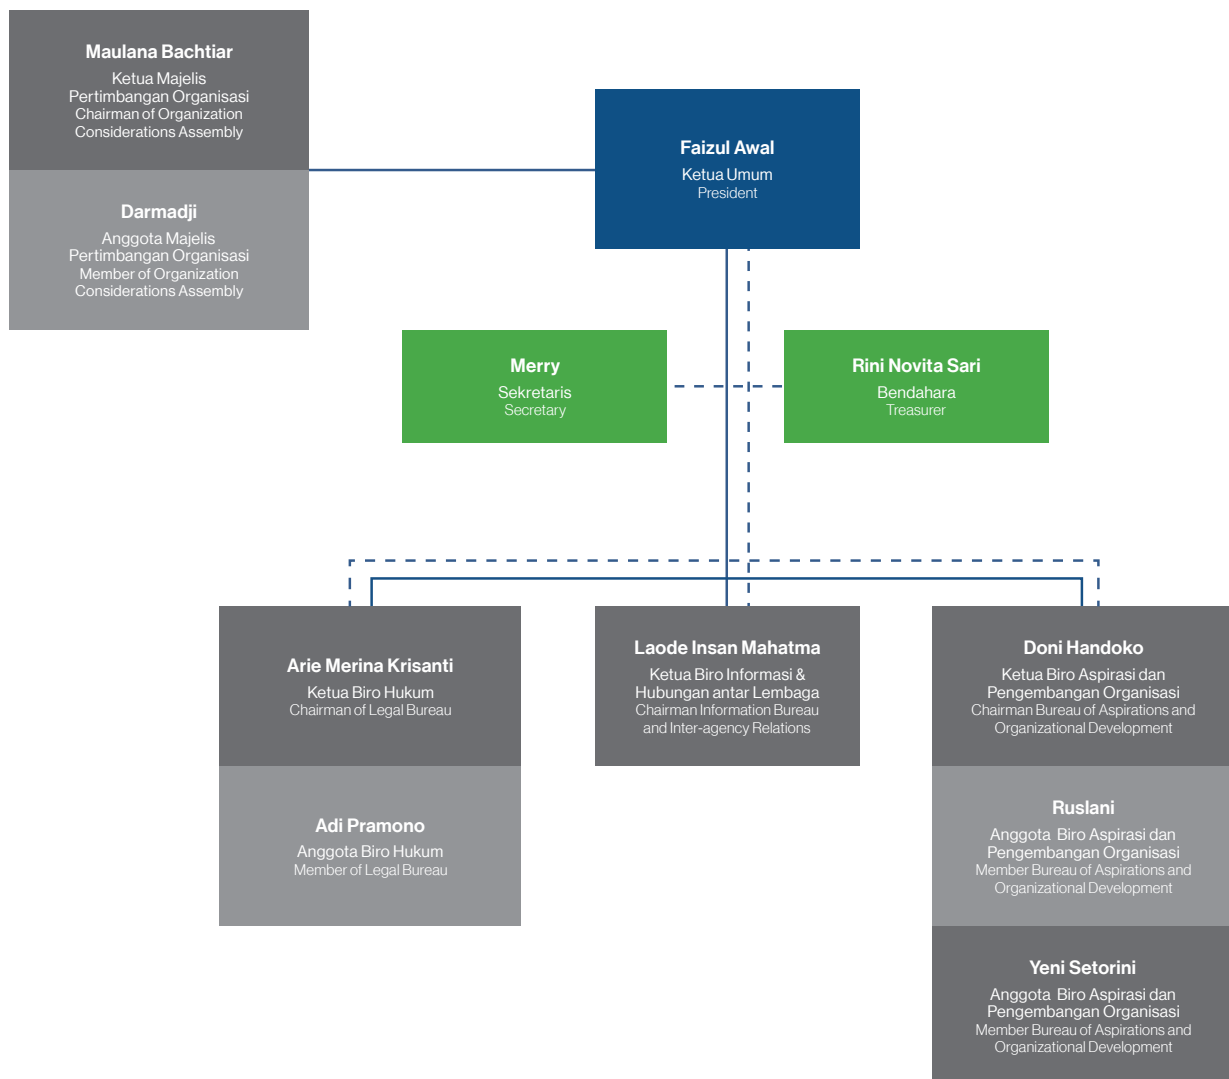 Maulana Bachtiar
Ketua Majelis
Pertimbangan Organisasi
Chairman of Organization
Considerations Assembly
Darmadji
Anggota Majelis
Pertimbangan Organisasi
Member of Organization
Considerations Assembly
Faizul Awal
Ketua Umum
President
Merry
Sekretaris
Secretary
Rini Novita Sari
Bendahara
Treasurer
Arie Merina Krisanti
Ketua Biro Hukum
Chairman of Legal Bureau
Adi Pramono
Anggota Biro Hukum
Member of Legal Bureau
Laode Insan Mahatma
Ketua Biro Informasi &
Hubungan antar Lembaga
Chairman Information Bureau
and Inter-agency Relations
Doni Handoko
Ketua Biro Aspirasi dan
Pengembangan Organisasi
Chairman Bureau of Aspirations and
Organizational Development
Ruslani
Anggota Biro Aspirasi dan
Pengembangan Organisasi
Member Bureau of Aspirations and
Organizational Development
Yeni Setorini
Anggota Biro Aspirasi dan
Pengembangan Organisasi
Member Bureau of Aspirations and
Organizational Development